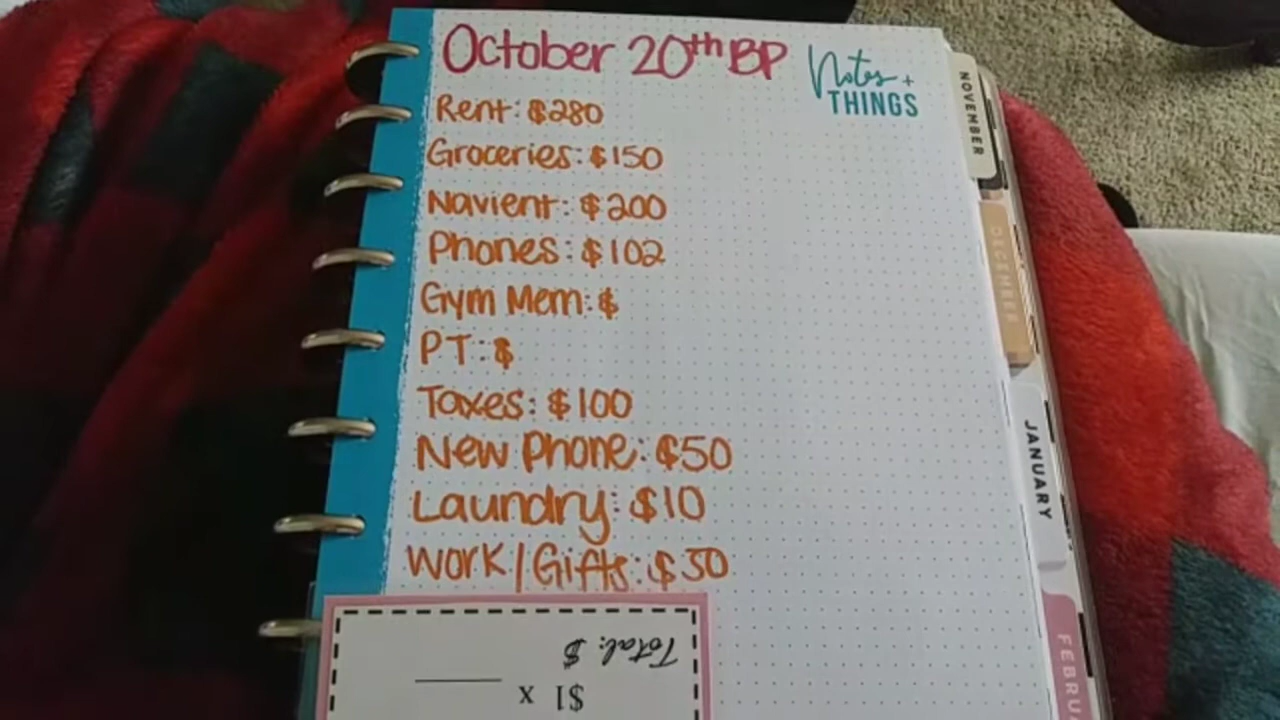 October 20th BP
Notes +
THINGS
Rent: $280
Groceries: $150
Navient: $200
Phones: $102
Gym Mem: $
PT: $
Taxes: $100
New Phone: $50
Laundry: $10
Work/Gifts: $50
Total: $
$1 x
NOVEMBER
DECEMBER
JANUARY
FEBRU